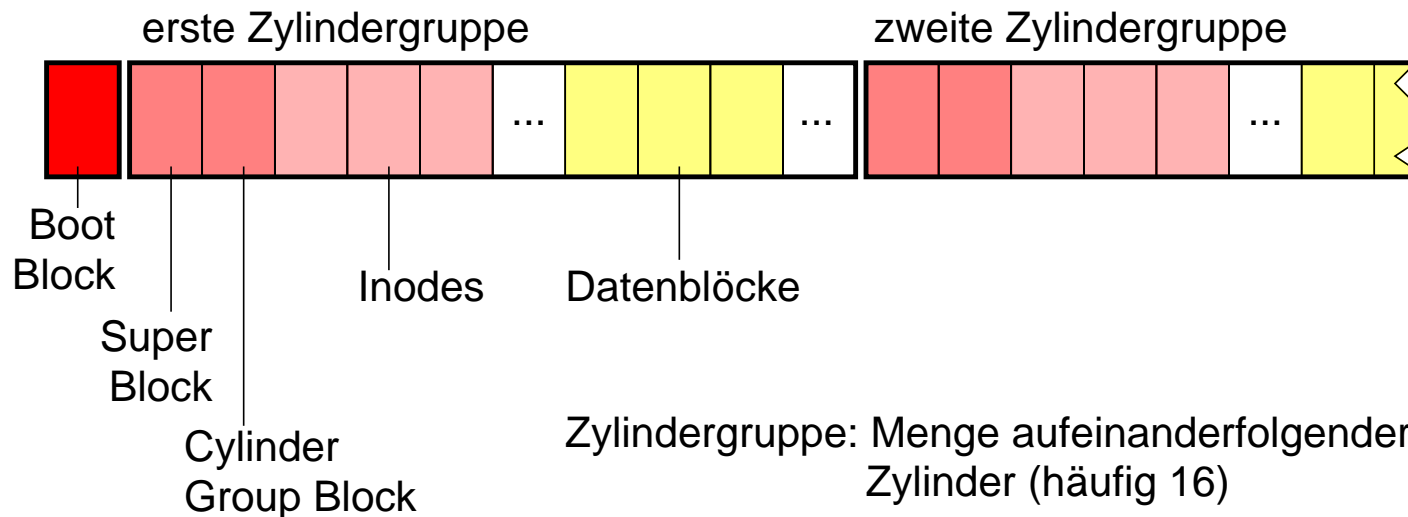 erste Zylindergruppe
zweite Zylindergruppe
...
...
...
Boot
Block
Inodes
Datenblöcke
Super
Block
Cylinder
Group Block
Zylindergruppe: Menge aufeinanderfolgender
Zylinder (häufig 16)